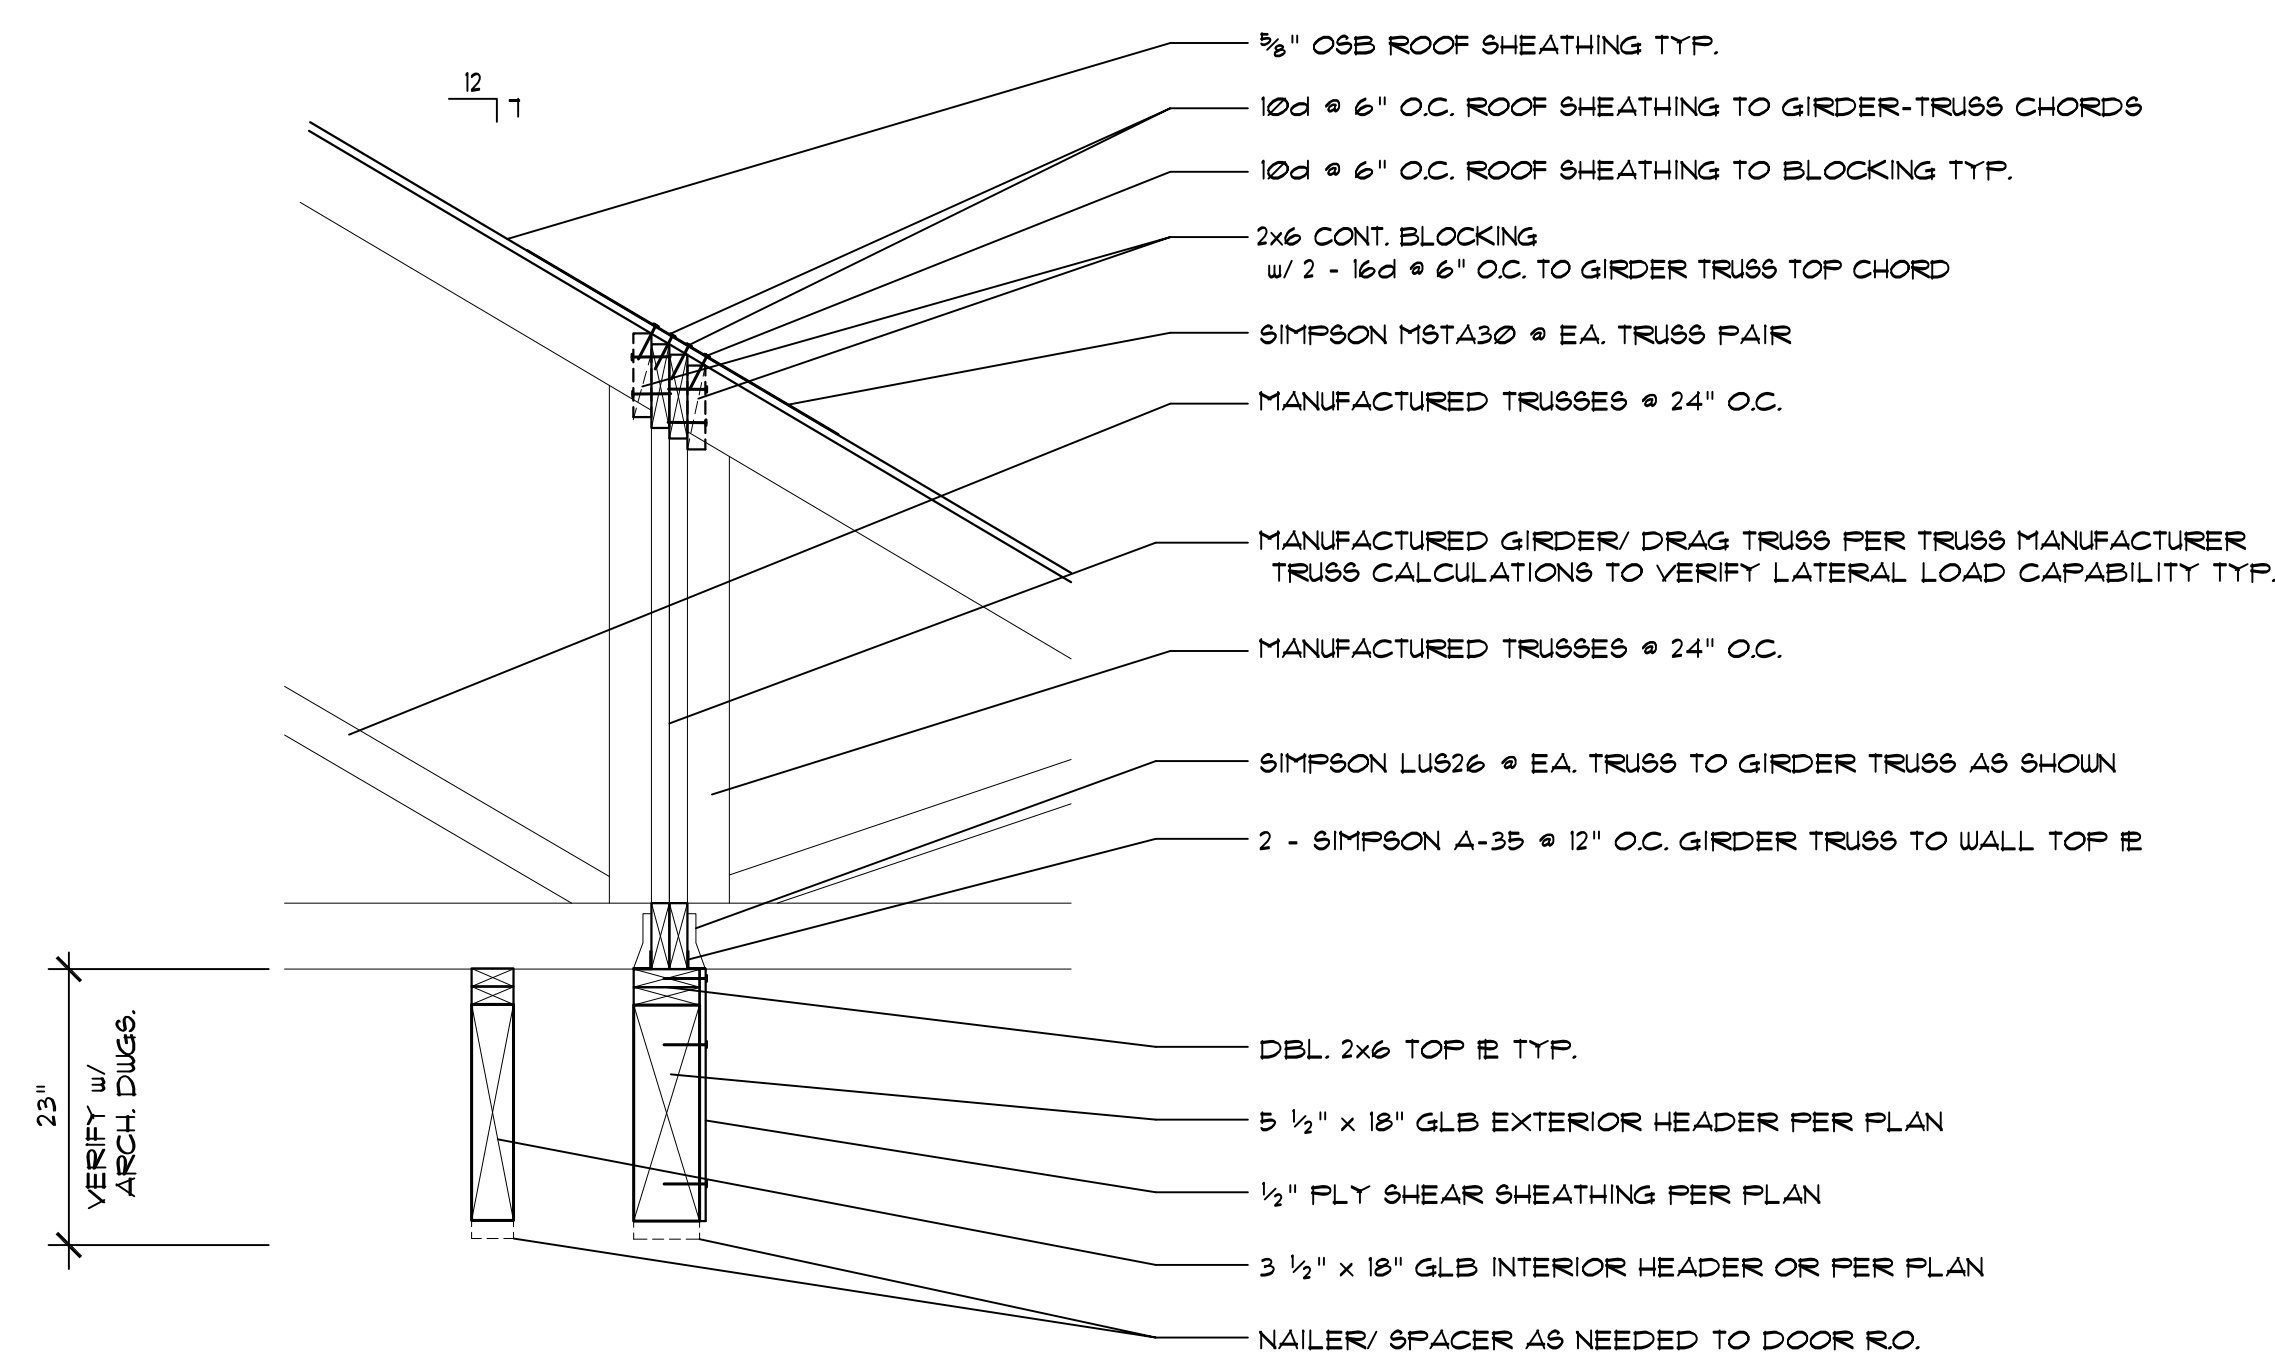 12
7
5/8" OSB ROOF SHEATHING TYP.
10d @ 6" O.C. ROOF SHEATHING TO GIRDER-TRUSS CHORDS
10d @ 6" O.C. ROOF SHEATHING TO BLOCKING TYP.
2x6 CONT. BLOCKING
w/ 2 - 16d @ 6" O.C. TO GIRDER TRUSS TOP CHORD
SIMPSON MSTA30 @ EA. TRUSS PAIR
MANUFACTURED TRUSSES @ 24" O.C.
MANUFACTURED GIRDER/ DRAG TRUSS PER TRUSS MANUFACTURER
TRUSS CALCULATIONS TO VERIFY LATERAL LOAD CAPABILITY TYP.
MANUFACTURED TRUSSES @ 24" O.C.
SIMPSON LUS26 @ EA. TRUSS TO GIRDER TRUSS AS SHOWN
2 - SIMPSON A-35 @ 12" O.C. GIRDER TRUSS TO WALL TOP PL
DBL. 2x6 TOP PL TYP.
5 1/2" x 18" GLB EXTERIOR HEADER PER PLAN
1/2" PLY SHEAR SHEATHING PER PLAN
3 1/2" x 18" GLB INTERIOR HEADER OR PER PLAN
NAILER/ SPACER AS NEEDED TO DOOR R.O.
23"
VERIFY w/
ARCH. DWGS.